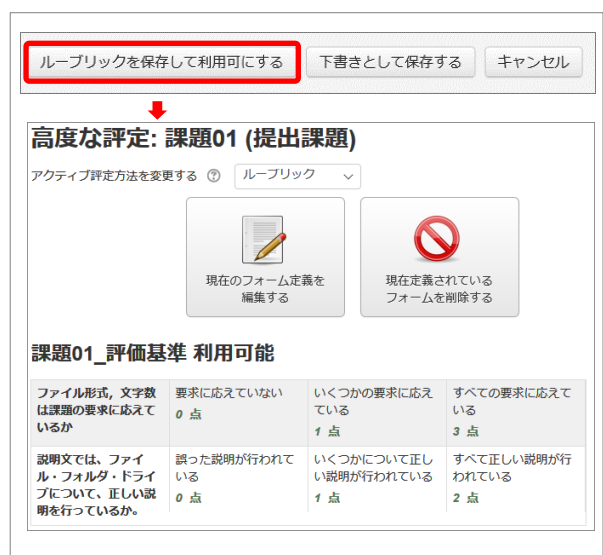 ルーブリックを保存して利用可にする 下書きとして保存する キャンセル
高度な評定: 課題01 (提出課題)
アクティブ評定方法を変更する ? ルーブリック
現在のフォーム定義を
編集する
現在定義されている
フォームを削除する
課題01_評価基準 利用可能
ファイル形式，文字数
は課題の要求に応えて
いるか
要求に応えていない
0 点
いくつかの要求に応え
ている
1 点
すべての要求に応えて
いる
3 点
説明文では、ファイ
ル・フォルダ・ドライ
ブについて、正しい説
明を行っているか。
誤った説明が行われて
いる
0 点
いくつかについて正し
い説明が行われている
1 点
すべて正しい説明が行
われている
2 点